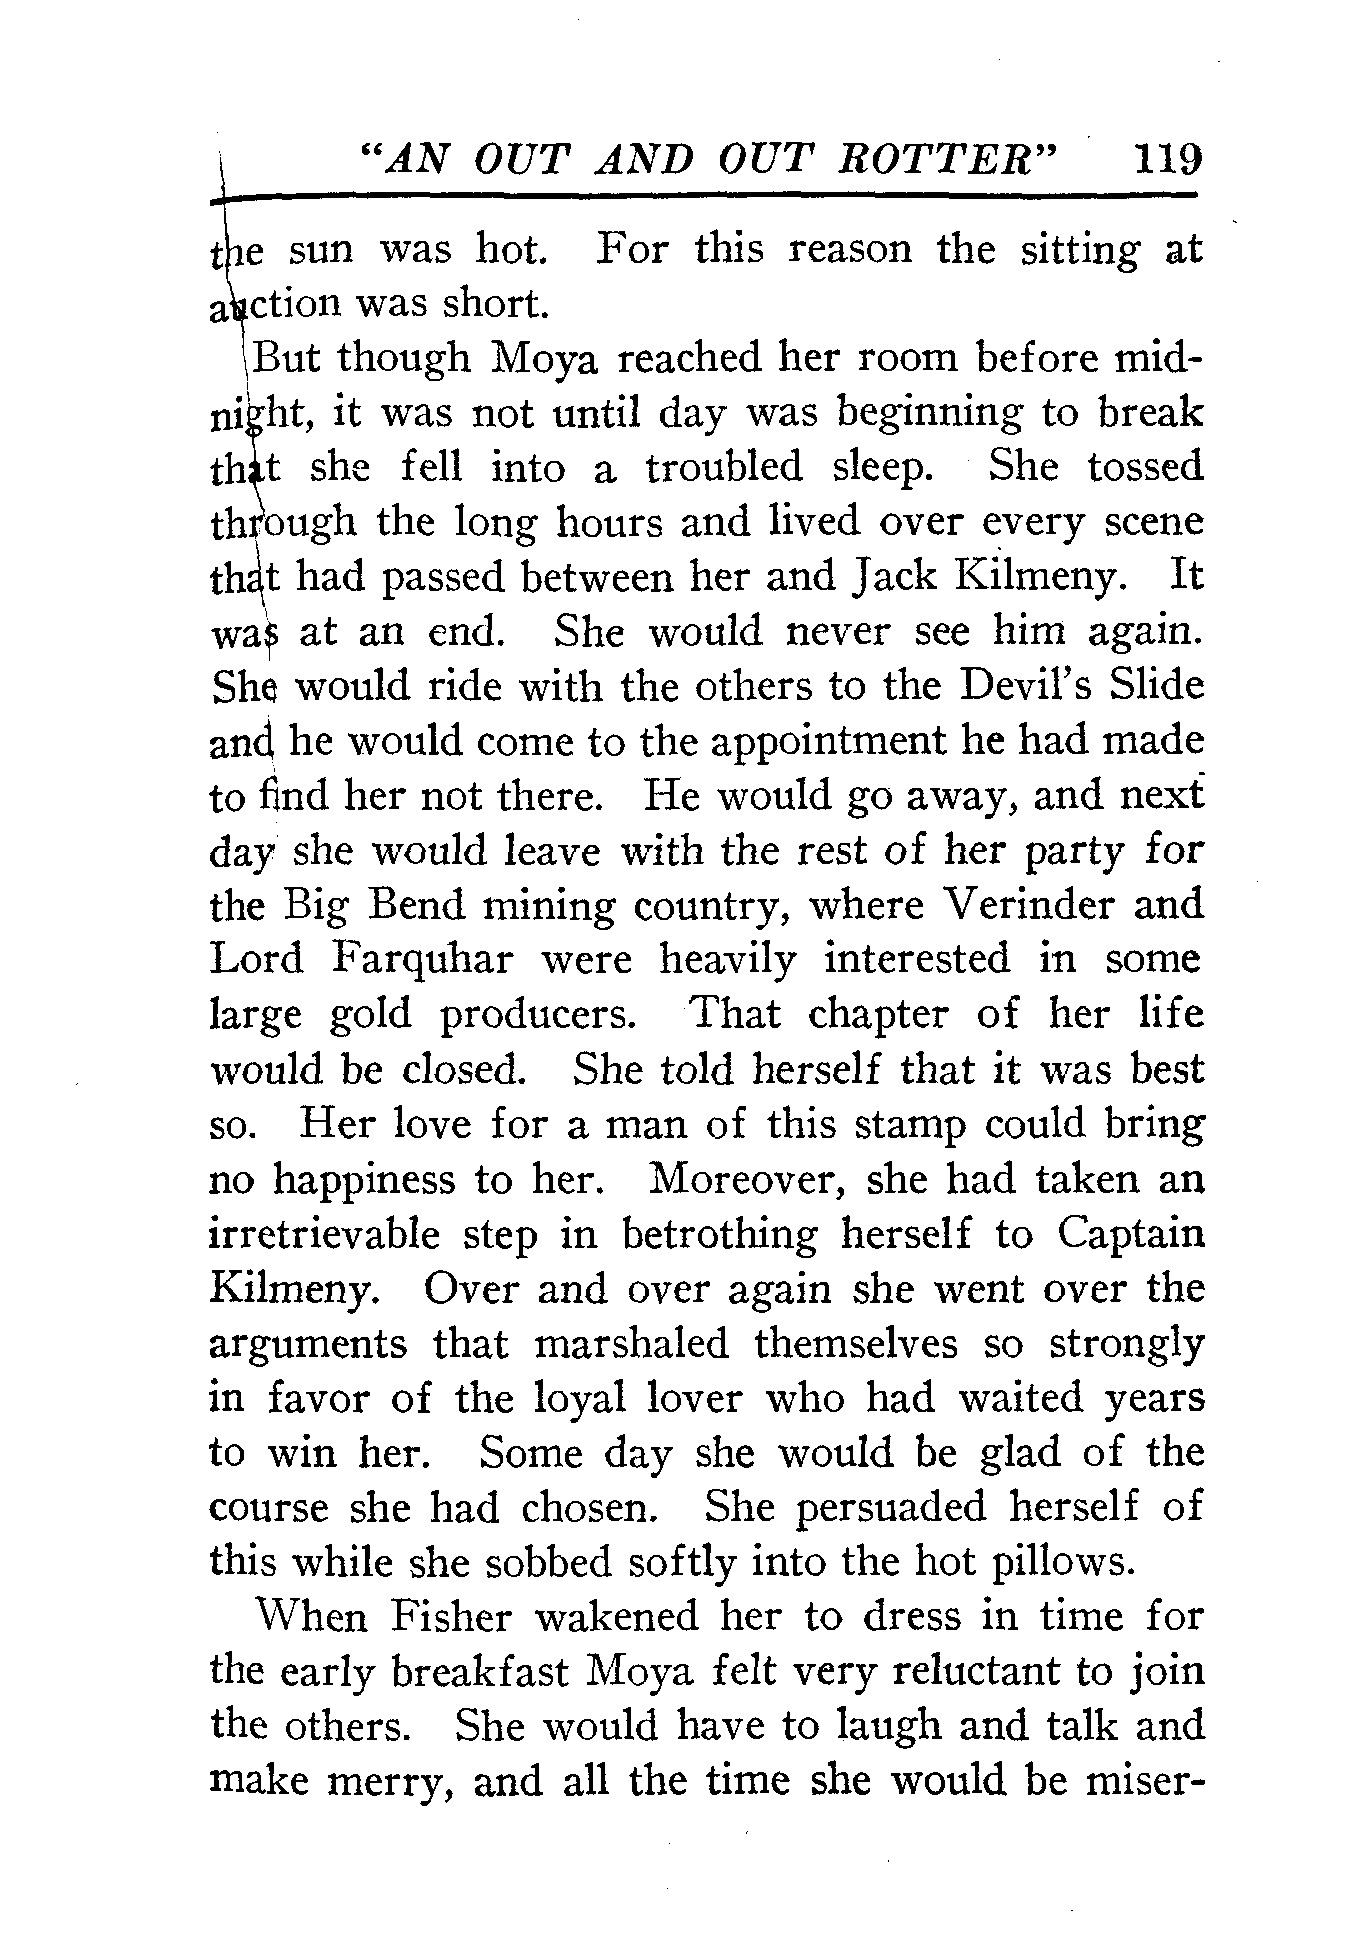 "AN OUT AND OUT ROTTER" 119
the sun was hot. For this reason the sitting at
auction was short.
But though Moya reached her room before mid-
night, it was not until day was beginning to break
that she fell into a troubled sleep. She tossed
through the long hours and lived over every scene
that had passed between her and Jack Kilmeny. It
was at an end. She would never see him again.
She would ride with the others to the Devil's Slide
and he would come to the appointment he had made
to find her not there. He would go away, and next
day she would leave with the rest of her party for
the Big Bend mining country, where Verinder and
Lord Farquhar were heavily interested in some
large gold producers. That chapter of her life
would be closed. She told herself that it was best
so. Her love for a man of this stamp could bring
no happiness to her. Moreover, she had taken an
irretrievable step in betrothing herself to Captain
Kilmeny. Over and over again she went over the
arguments that marshaled themselves so strongly
in favor of the loyal lover who had waited years
to win her. Some day she would be glad of the
course she had chosen. She persuaded herself of
this while she sobbed softly into the hot pillows.
When Fisher wakened her to dress in time for
the early breakfast Moya felt very reluctant to join
the others. She would have to laugh and talk and
make merry, and all the time she would be miser-